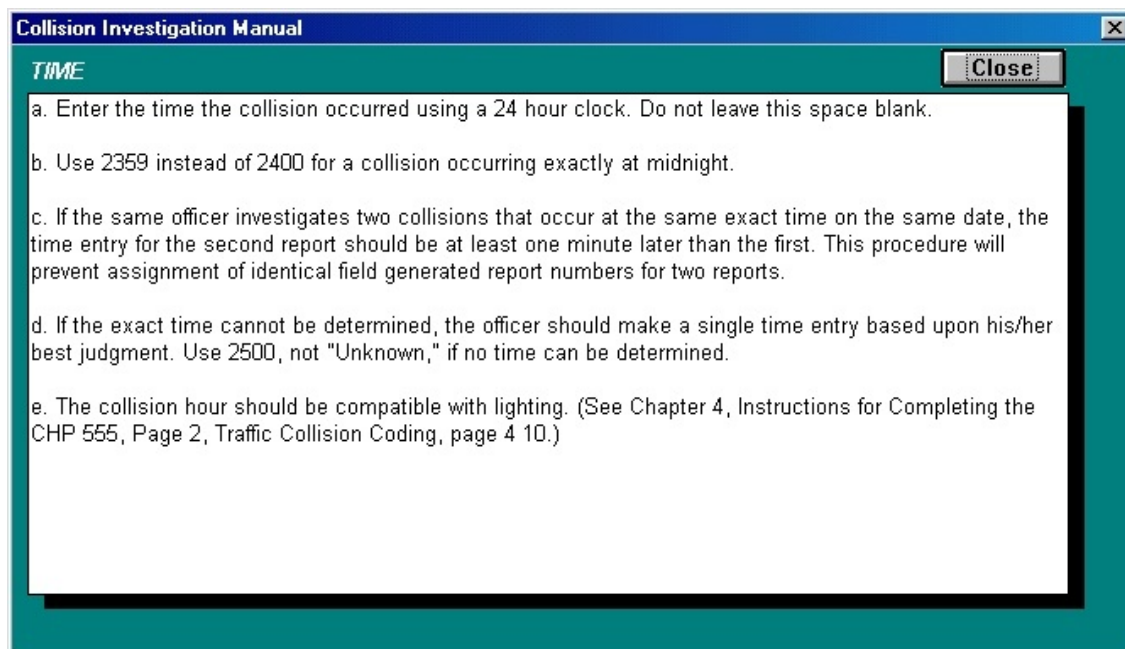 Collision Investigation Manual
TIME
Close
a. Enter the time the collision occurred using a 24 hour clock. Do not leave this space blank.
b. Use 2359 instead of 2400 for a collision occurring exactly at midnight.
c. If the same officer investigates two collisions that occur at the same exact time on the same date, the
time entry for the second report should be at least one minute later than the first. This procedure will
prevent assignment of identical field generated report numbers for two reports.
d. If the exact time cannot be determined, the officer should make a single time entry based upon his/her
best judgment. Use 2500, not "Unknown," if no time can be determined.
e. The collision hour should be compatible with lighting. (See Chapter 4, Instructions for Completing the
CHP 555, Page 2, Traffic Collision Coding, page 4 10.)